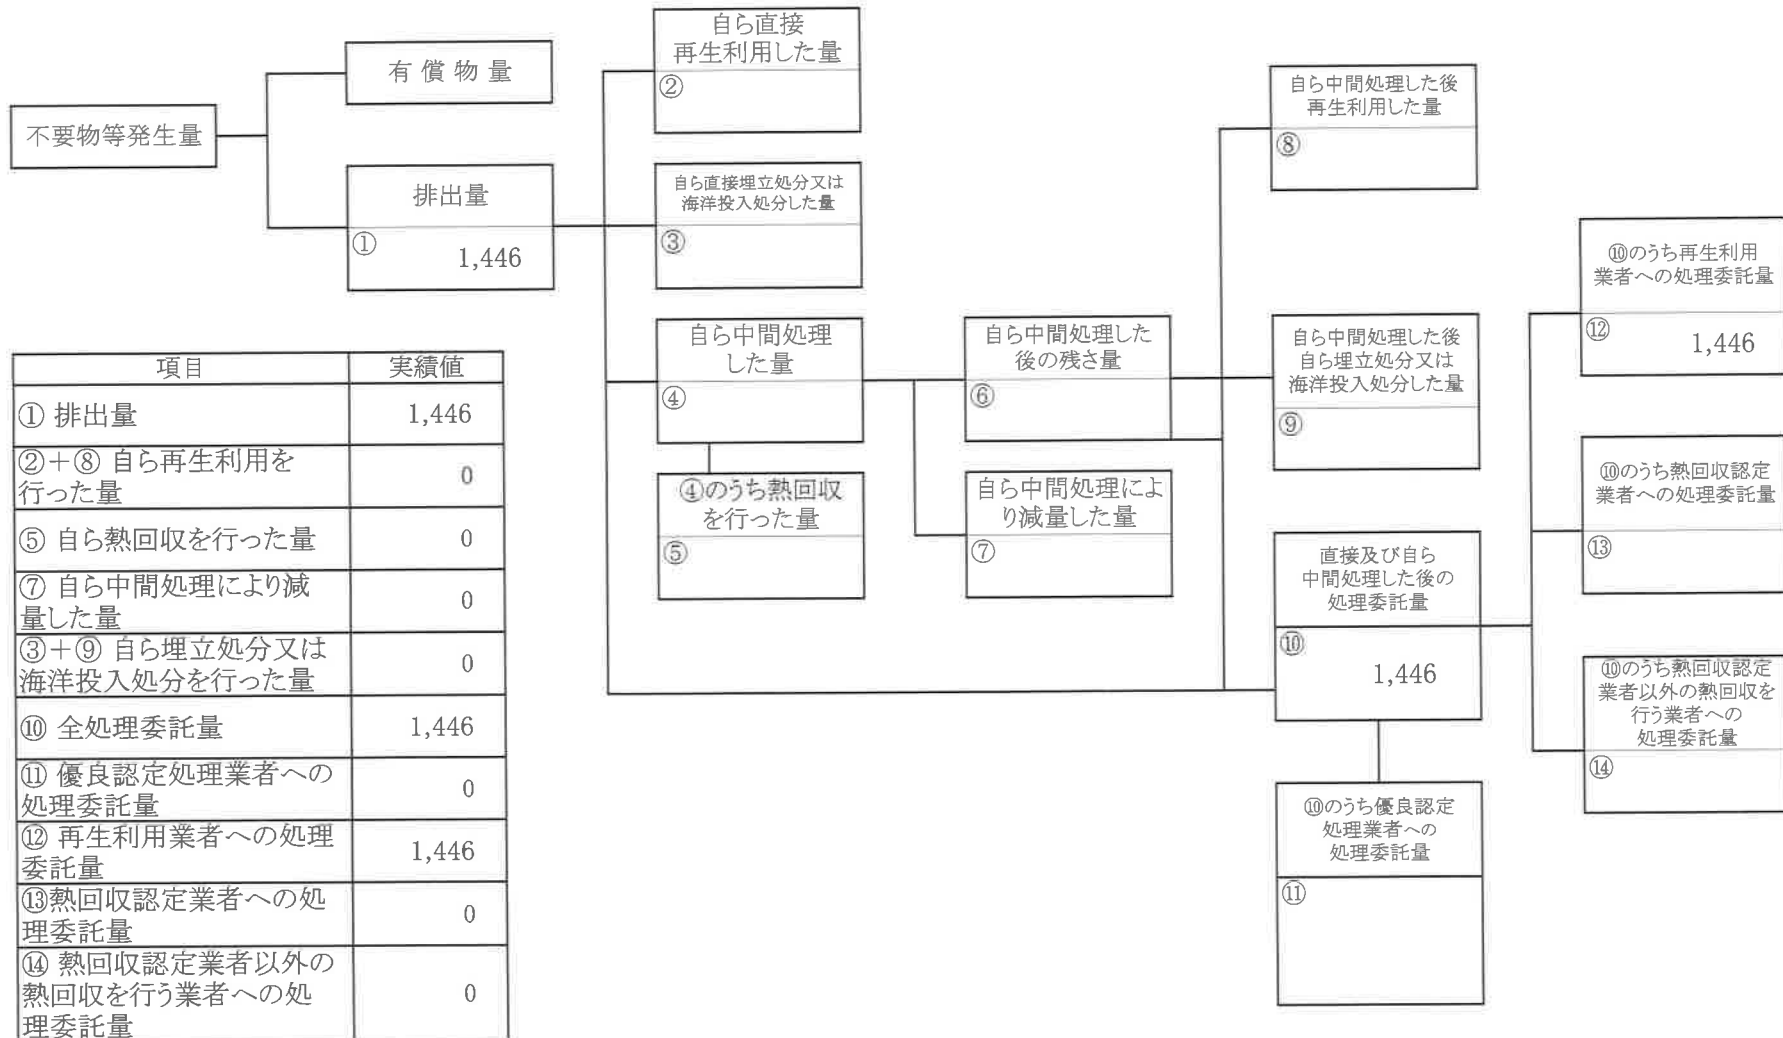 不要物等発生量
有償物量
排出量
①
1,446
自ら直接
再生利用した量
②
自ら直接埋立処分又は
海洋投入処分した量
③
自ら中間処理
した量
④
④のうち熱回収
を行った量
⑤
自ら中間処理した
後の残さ量
⑥
自ら中間処理によ
り減量した量
⑦
自ら中間処理した後
再生利用した量
⑧
自ら中間処理した後
自ら埋立処分又は
海洋投入処分した量
⑨
直接及び自ら
中間処理した後の
処理委託量
⑩
1,446
⑩のうち優良認定
処理業者への
処理委託量
⑪
⑩のうち再生利用
業者への処理委託量
⑫
1,446
⑩のうち熱回収認定
業者への処理委託量
⑬
⑩のうち熱回収認定
業者以外の熱回収を
行う業者への
処理委託量
⑭
項目 実績値
① 排出量 1,446
②+⑧ 自ら再生利用を
行った量 0
⑤ 自ら熱回収を行った量 0
⑦ 自ら中間処理により減
量した量 0
③+⑨ 自ら埋立処分又は
海洋投入処分を行った量 0
⑩ 全処理委託量 1,446
⑪ 優良認定処理業者への
処理委託量 0
⑫ 再生利用業者への処理
委託量 1,446
⑬熱回収認定業者への処
理委託量 0
⑭ 熱回収認定業者以外の
熱回収を行う業者への処 0
理委託量